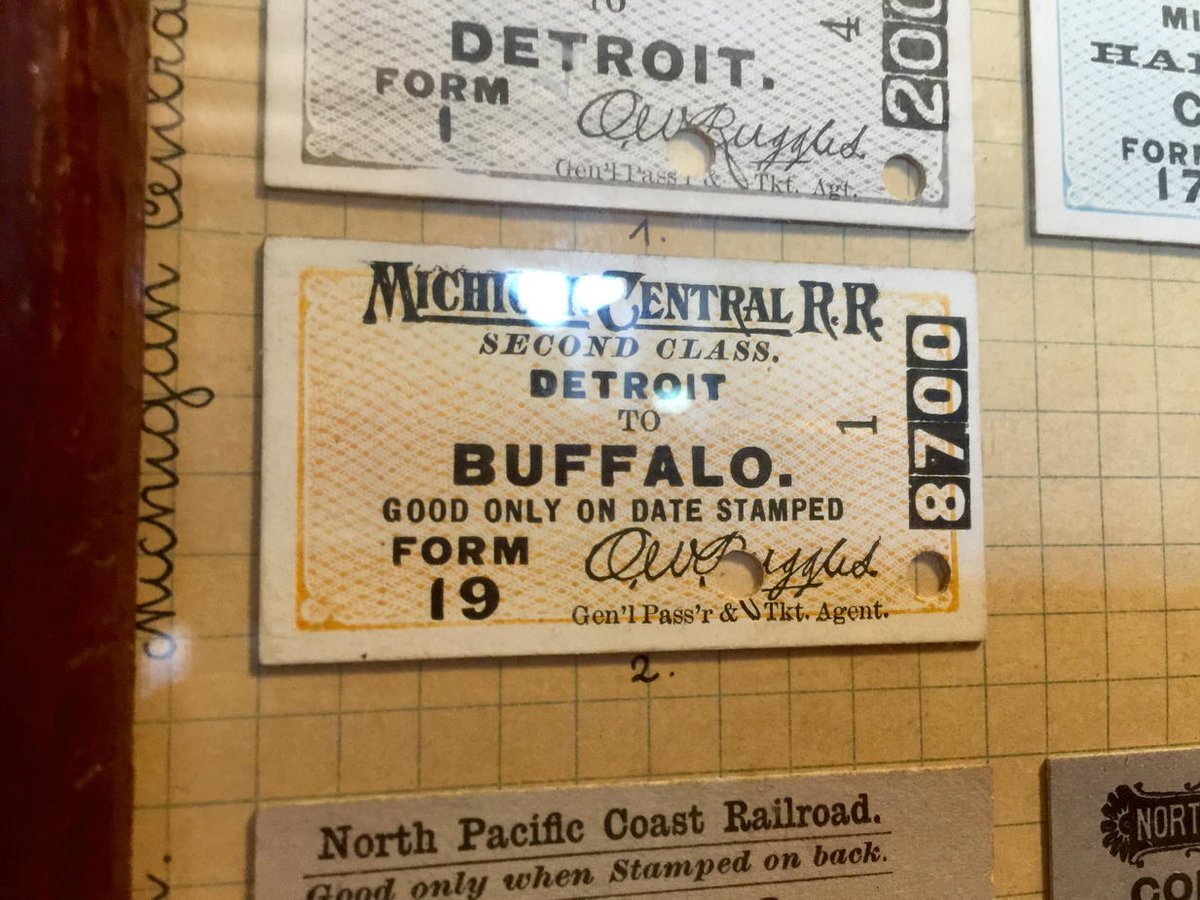 TO
DETROIT.
FORM
1
4
200
O.W. Ruggles
Gen'l Pass'r & Tkt. Agt.
1.
MICHIGAN CENTRAL R.R.
SECOND CLASS.
DETROIT
TO
BUFFALO.
GOOD ONLY ON DATE STAMPED
FORM
19
1
8700
O.W. Ruggles
Gen'l Pass'r & Tkt. Agent.
2.
Michigan Central
FORM
17
North Pacific Coast Railroad.
Good only when Stamped on back.
NORT
CO